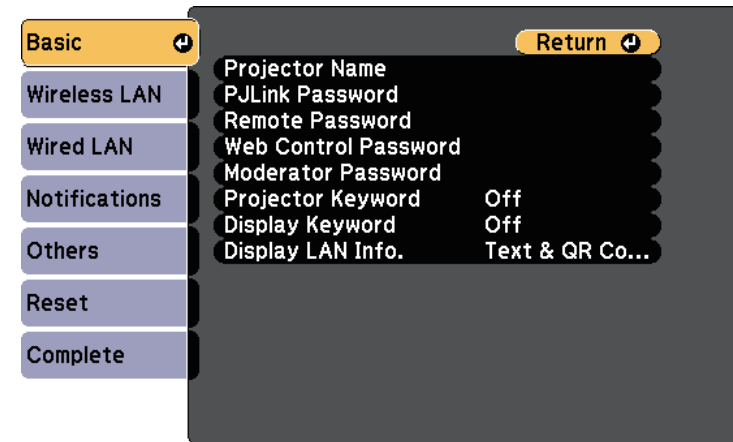 Basic
Wireless LAN
Wired LAN
Notifications
Others
Reset
Complete
Return
Projector Name
PJLink Password
Remote Password
Web Control Password
Moderator Password
Projector Keyword Off
Display Keyword Off
Display LAN Info. Text & QR Co...